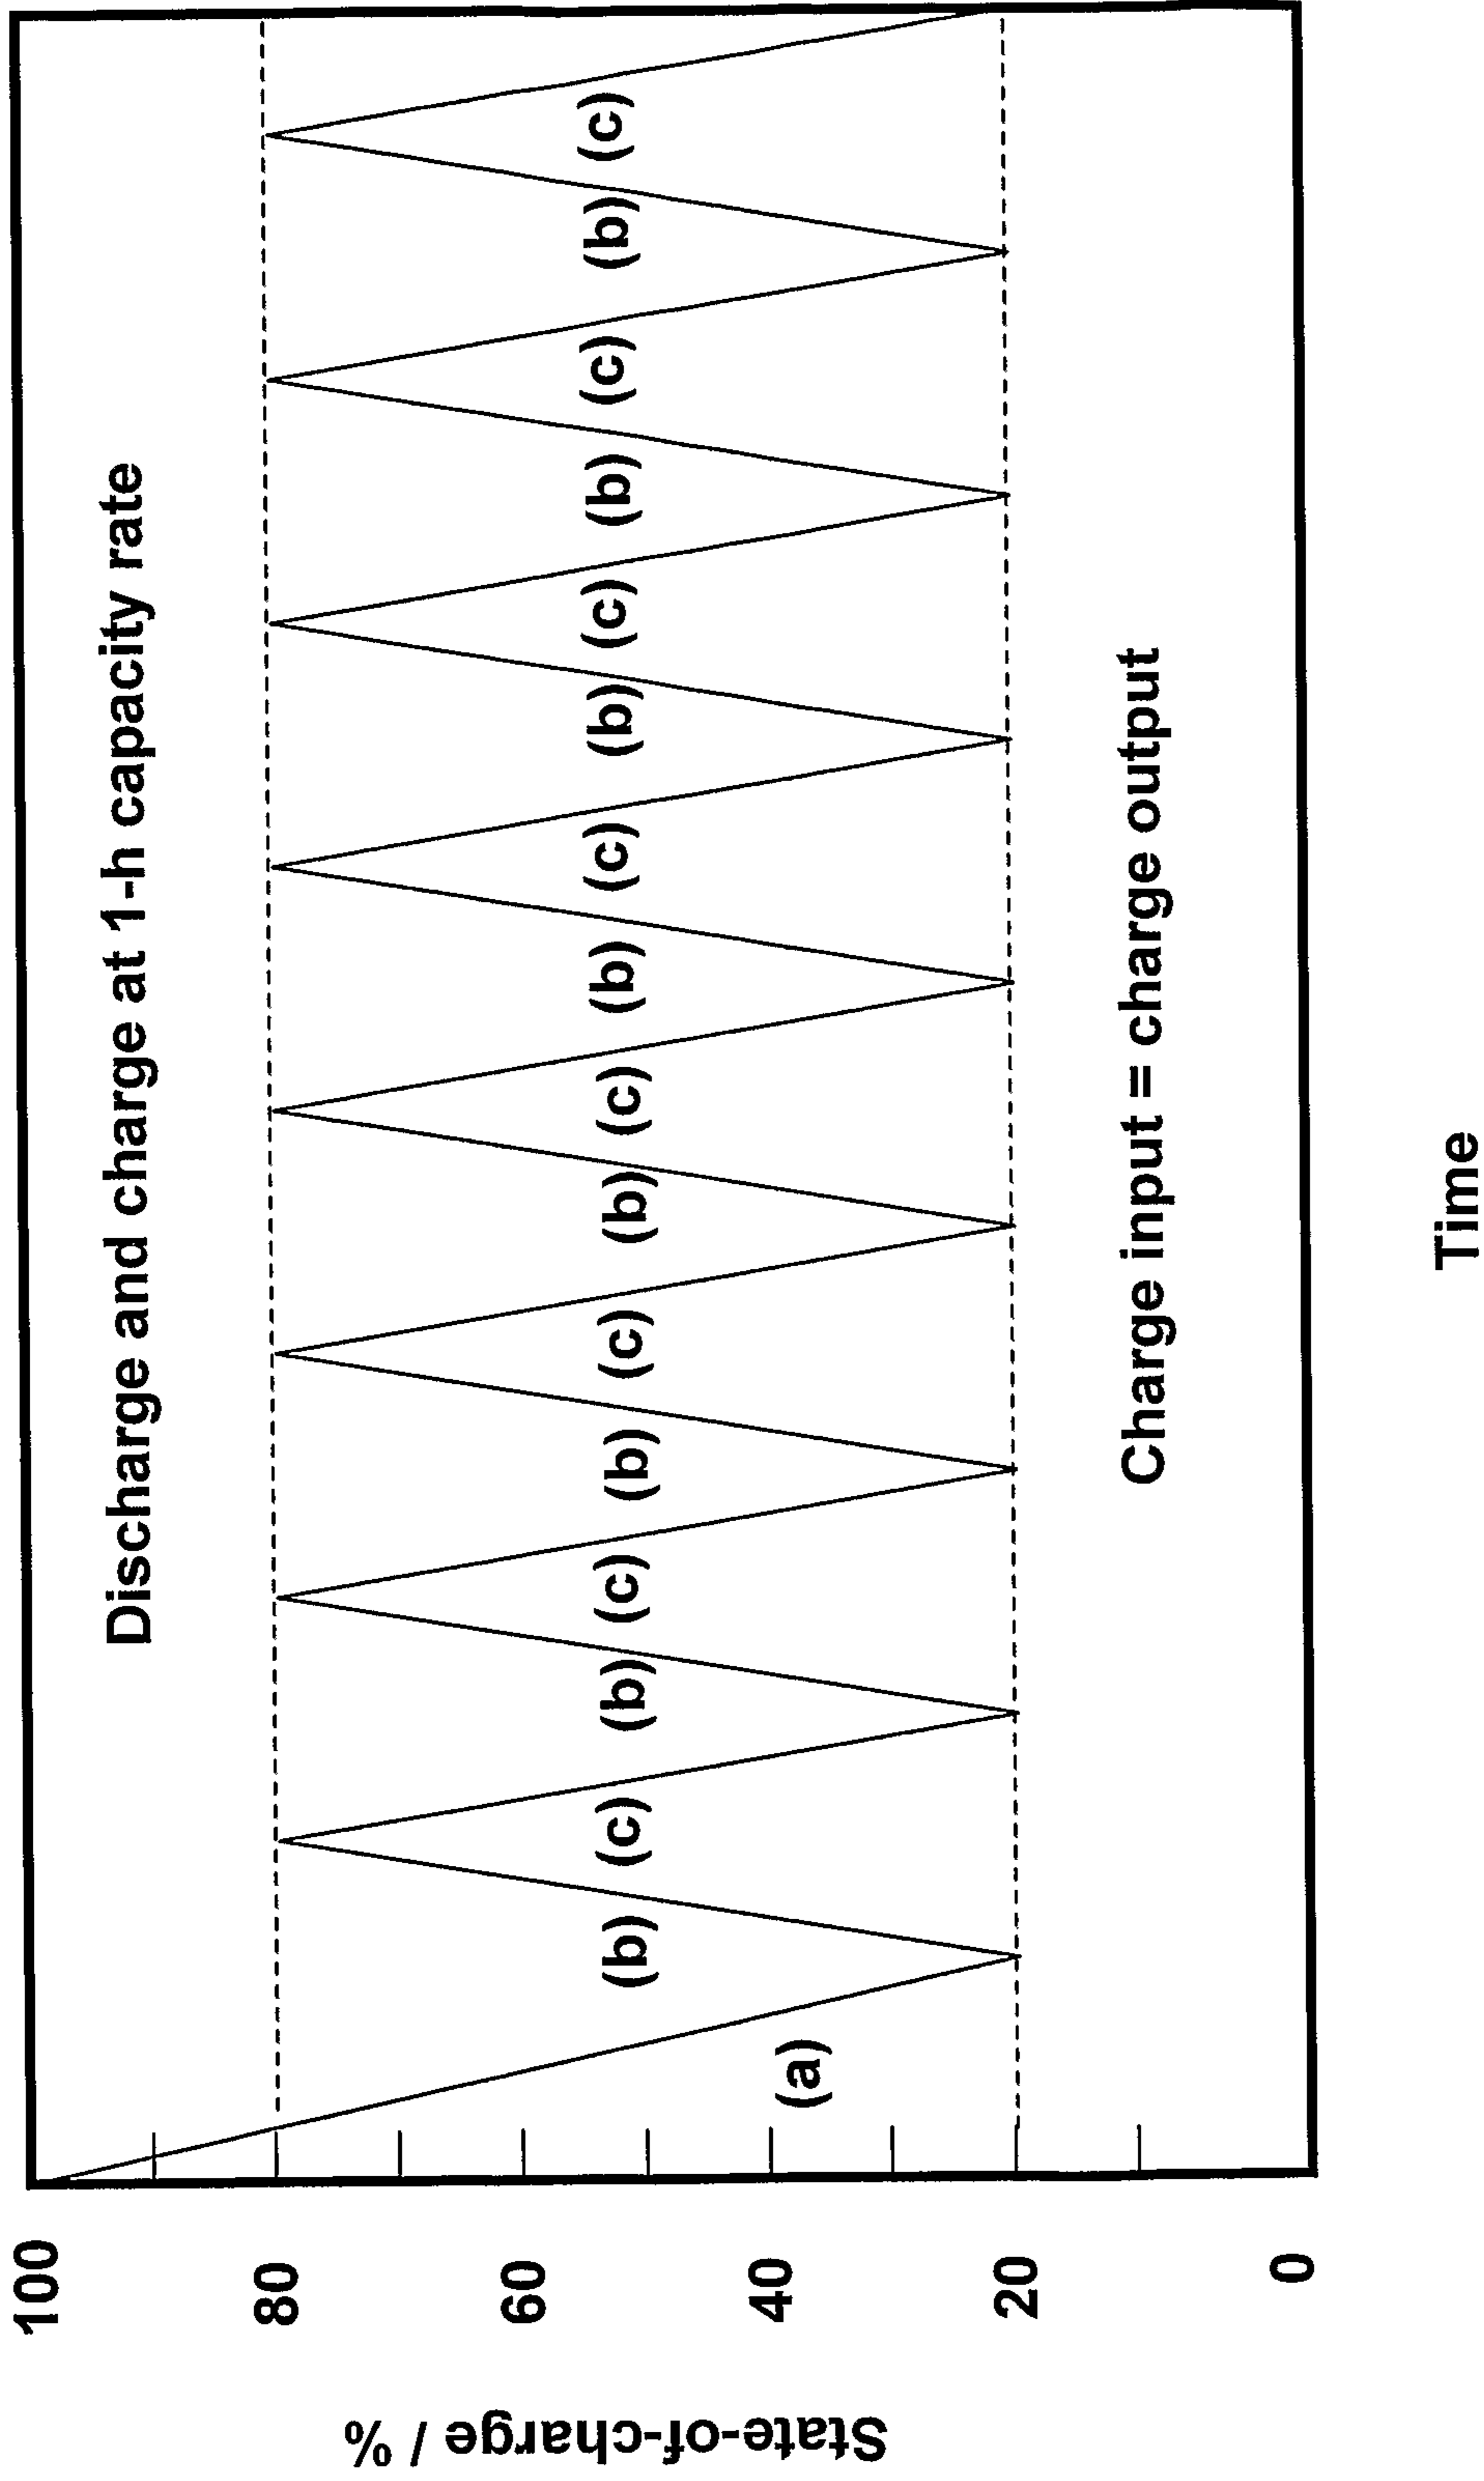 100
Discharge and charge at 1-h capacity rate
80
60
(b) (c) (b) (c) (b) (c) (b) (c) (b) (c) (b) (c) (b) (c) (b) (c)
State-of-charge / %
40
(a)
20
Charge input = charge output
0
Time